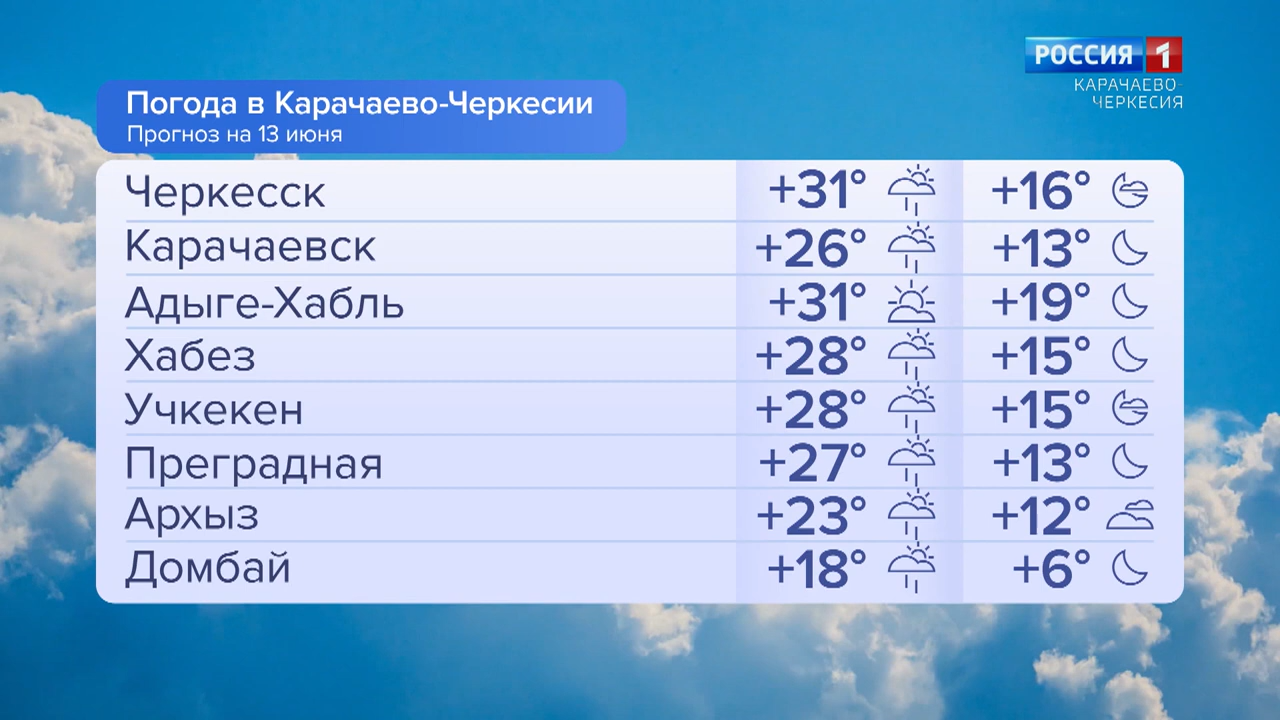 РОССИЯ 1
КАРАЧАЕВО-
ЧЕРКЕСИЯ
Погода в Карачаево-Черкесии
Прогноз на 13 июня
Черкесск +31° +16°
Карачаевск +26° +13°
Адыге-Хабль +31° +19°
Хабез +28° +15°
Учкекен +28° +15°
Преградная +27° +13°
Архыз +23° +12°
Домбай +18° +6°